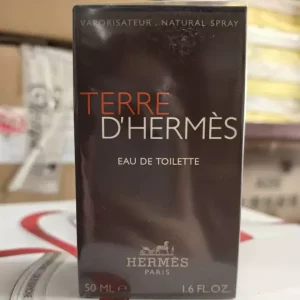 VAPORISATEUR . NATURAL SPRAY
TERRE
D'HERMÈS
EAU DE TOILETTE
HERMÈS
PARIS
50 ML ℮ 1.6 FL.OZ.